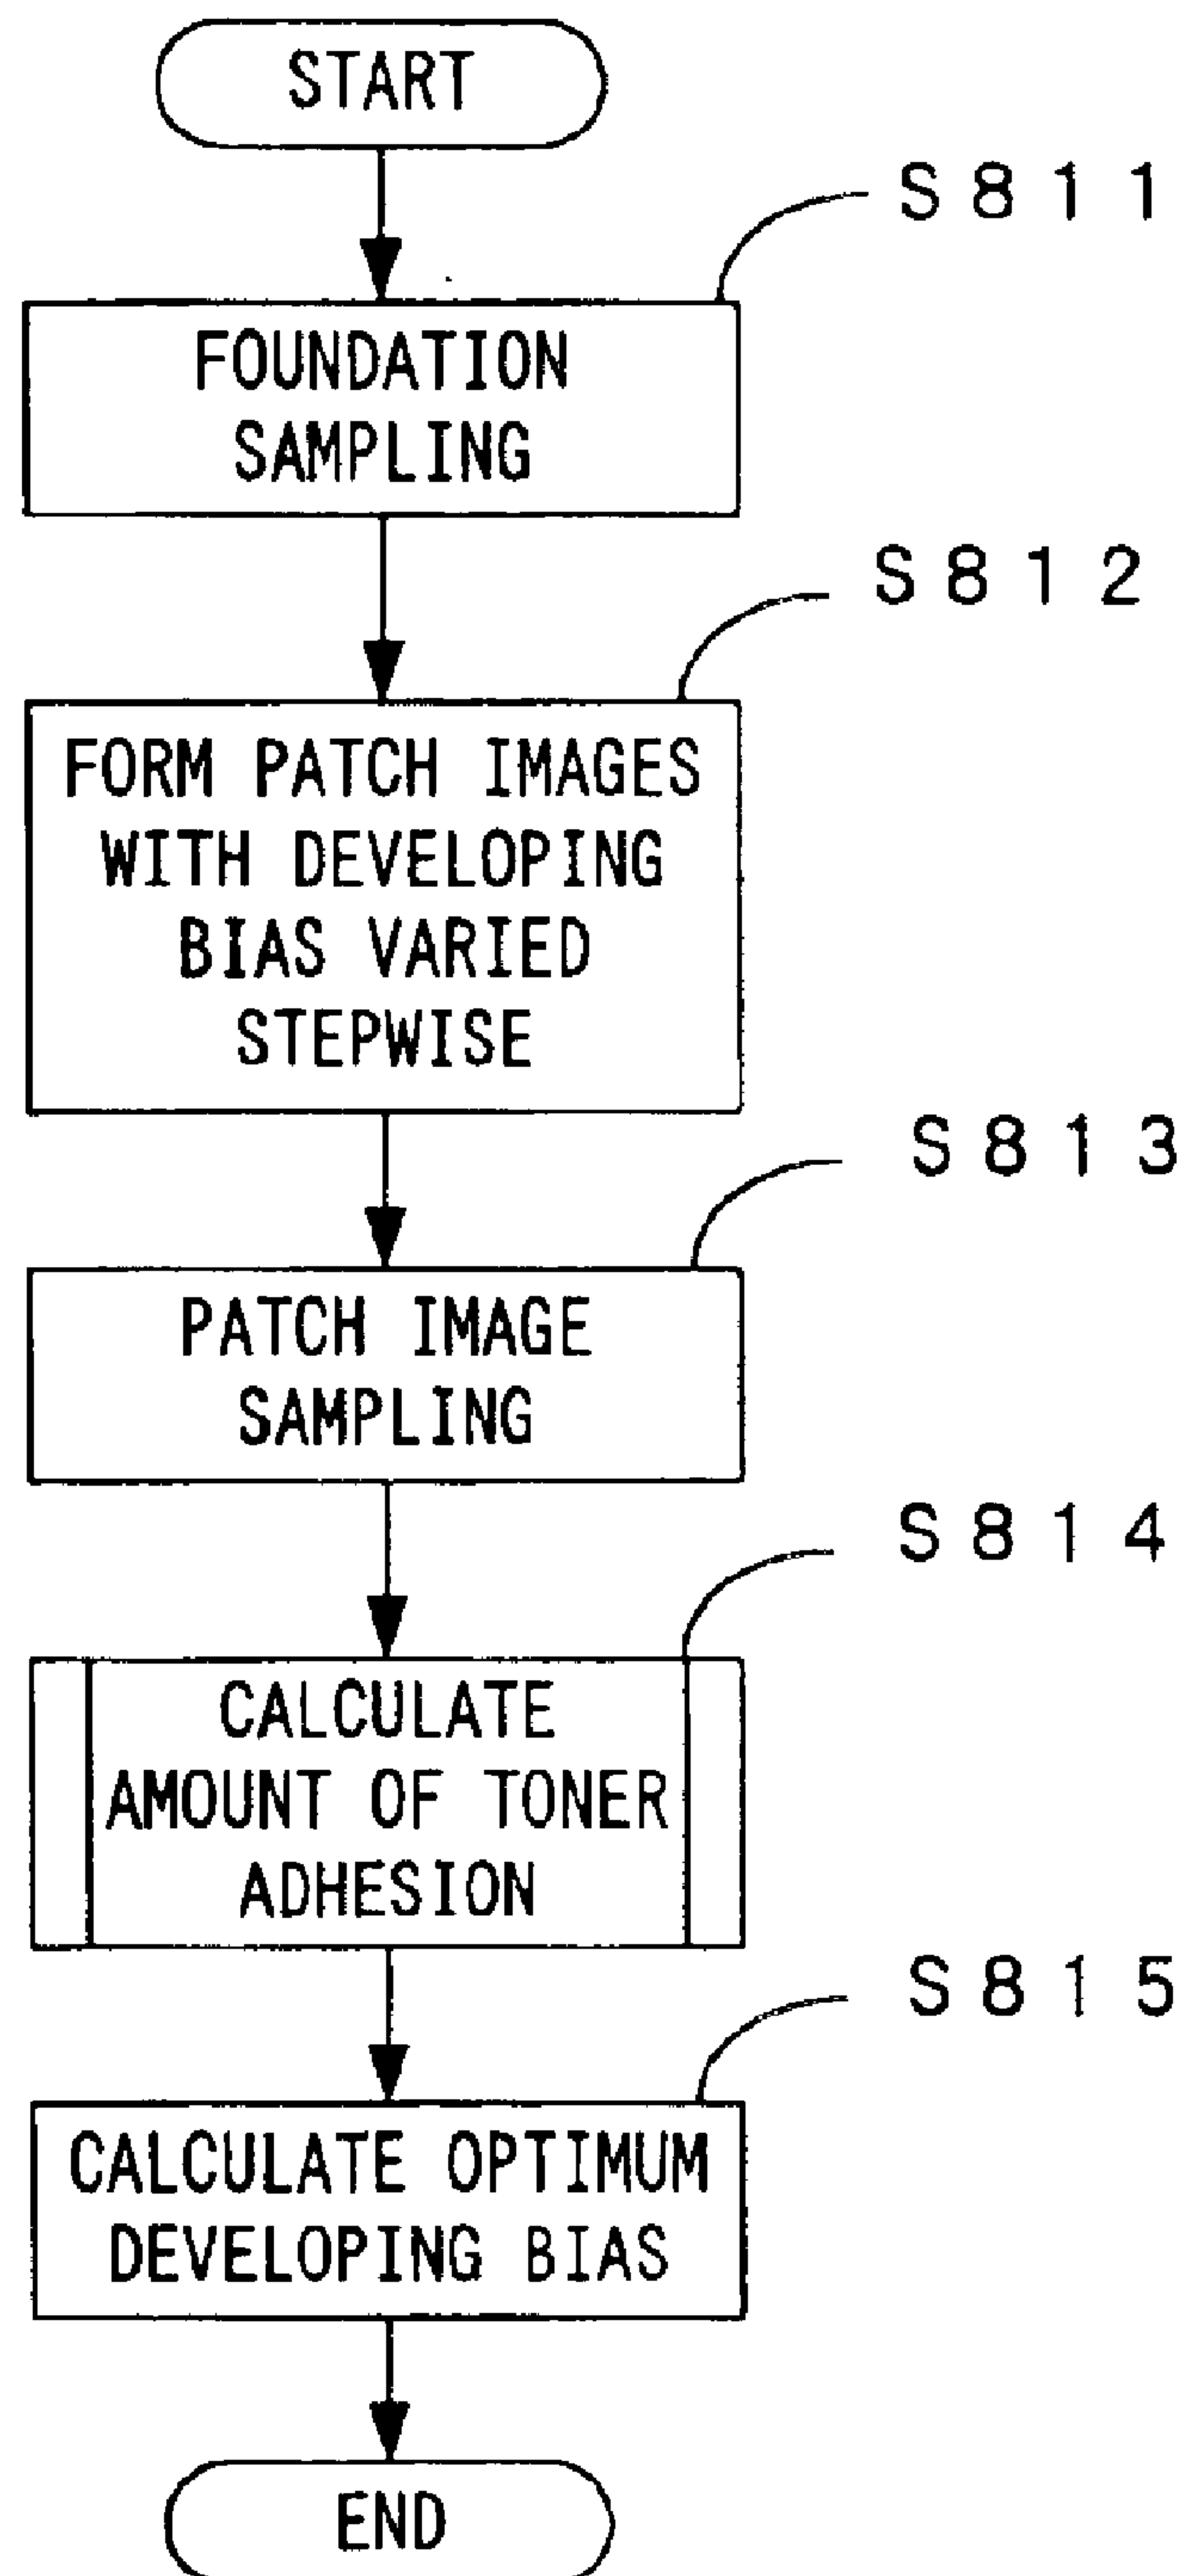 START
S811
FOUNDATION
SAMPLING
S812
FORM PATCH IMAGES
WITH DEVELOPING
BIAS VARIED
STEPWISE
S813
PATCH IMAGE
SAMPLING
S814
CALCULATE
AMOUNT OF TONER
ADHESION
S815
CALCULATE OPTIMUM
DEVELOPING BIAS
END